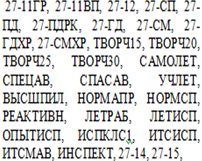 27-11ГР, 27-11ВП, 27-12, 27-СП, 27-
ПД, 27-ПДРК, 27-ГД, 27-СМ, 27-
ГДХР, 27-СМХР, ТВОРЧ15, ТВОРЧ20,
ТВОРЧ25, ТВОРЧ30, САМОЛЕТ,
СПЕЦАВ, СПАСАВ, УЧЛЕТ,
ВЫСШПИЛ, НОРМАПР, НОРМСП,
РЕАКТИВН, ЛЕТРАБ, ЛЕТИСП,
ОПЫТИСП, ИСПКЛС1, ИТСИСП,
ИТСМАВ, ИНСПЕКТ, 27-14, 27-15,